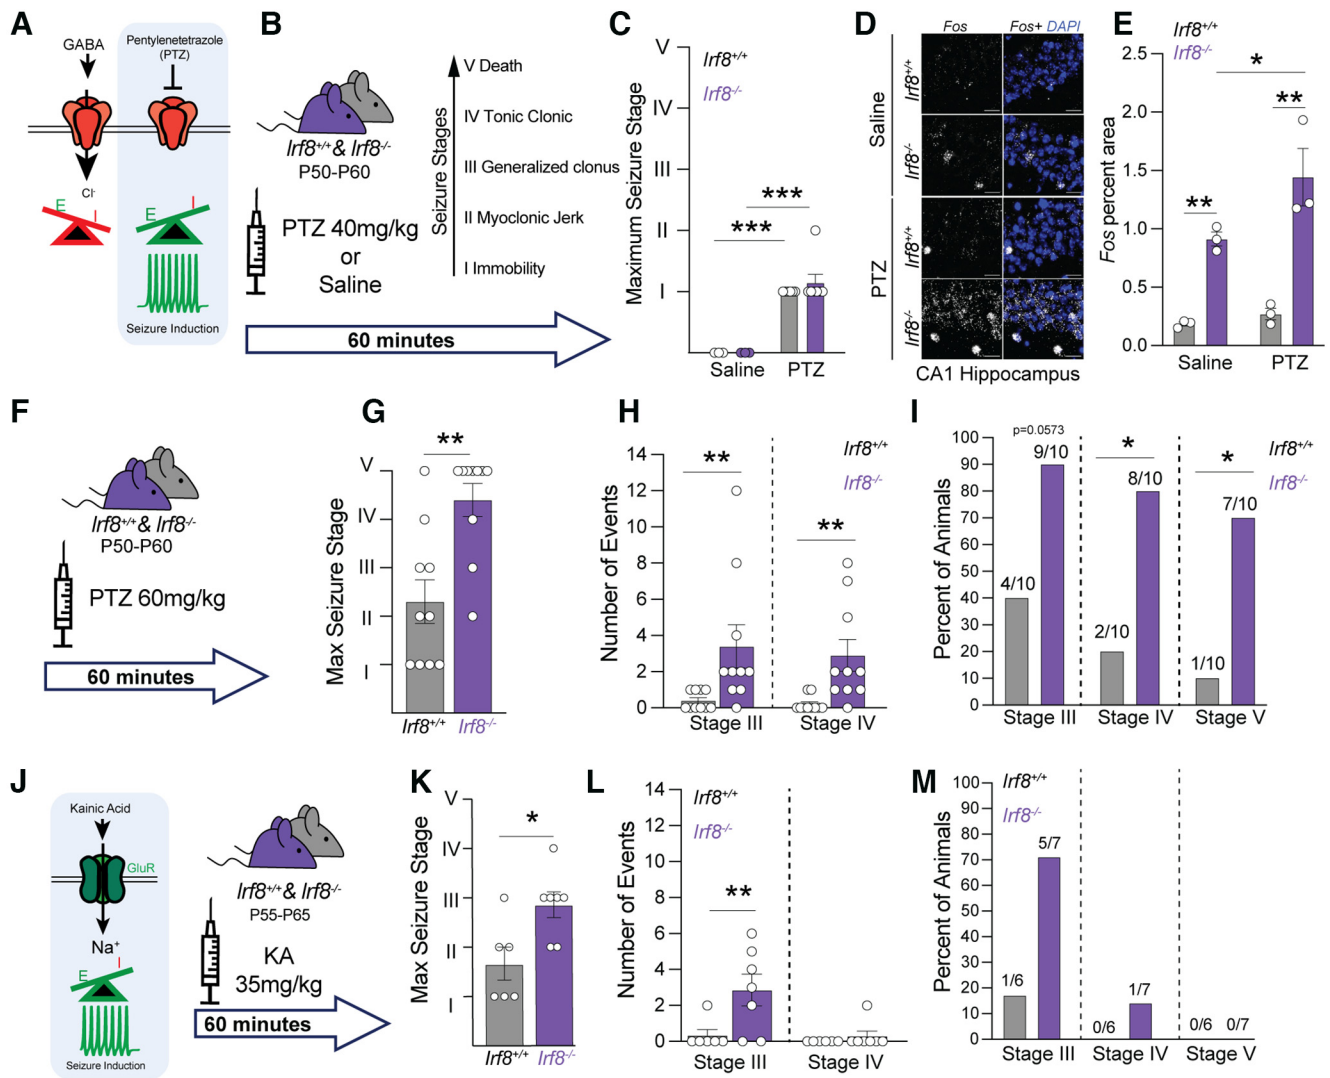 A
GABA
Cl-
E
I
Pentylenetetrazole
(PTZ)
E
I
Seizure Induction
B
Irf8+/+ & Irf8-/-
P50-P60
PTZ 40mg/kg
or
Saline
60 minutes
Seizure Stages
V Death
IV Tonic Clonic
III Generalized clonus
II Myoclonic Jerk
I Immobility
C
Maximum Seizure Stage
V
IV
III
II
I
Irf8+/+
Irf8-/-
***
***
Saline
PTZ
D
Fos
Fos+ DAPI
Saline
Irf8+/+
Irf8-/-
PTZ
Irf8+/+
Irf8-/-
CA1 Hippocampus
E
Irf8+/+
Irf8-/-
Fos percent area
2.5
2.0
1.5
1.0
0.5
0.0
*
**
**
Saline
PTZ
F
Irf8+/+ & Irf8-/-
P50-P60
PTZ 60mg/kg
60 minutes
G
Max Seizure Stage
V
IV
III
II
I
**
Irf8+/+
Irf8-/-
H
Number of Events
14
12
10
8
6
4
2
0
**
**
Irf8+/+
Irf8-/-
Stage III
Stage IV
I
Percent of Animals
100
90
80
70
60
50
40
30
20
10
0
p=0.0573
4/10
9/10
*
2/10
8/10
*
1/10
7/10
Irf8+/+
Irf8-/-
Stage III
Stage IV
Stage V
J
Kainic Acid
GluR
Na+
E
I
Seizure Induction
Irf8+/+ & Irf8-/-
P55-P65
KA
35mg/kg
60 minutes
K
Max Seizure Stage
V
IV
III
II
I
*
Irf8+/+
Irf8-/-
L
Number of Events
14
12
10
8
6
4
2
0
Irf8+/+
Irf8-/-
**
Stage III
Stage IV
M
Percent of Animals
100
90
80
70
60
50
40
30
20
10
0
Irf8+/+
Irf8-/-
1/6
5/7
0/6
1/7
0/6
0/7
Stage III
Stage IV
Stage V